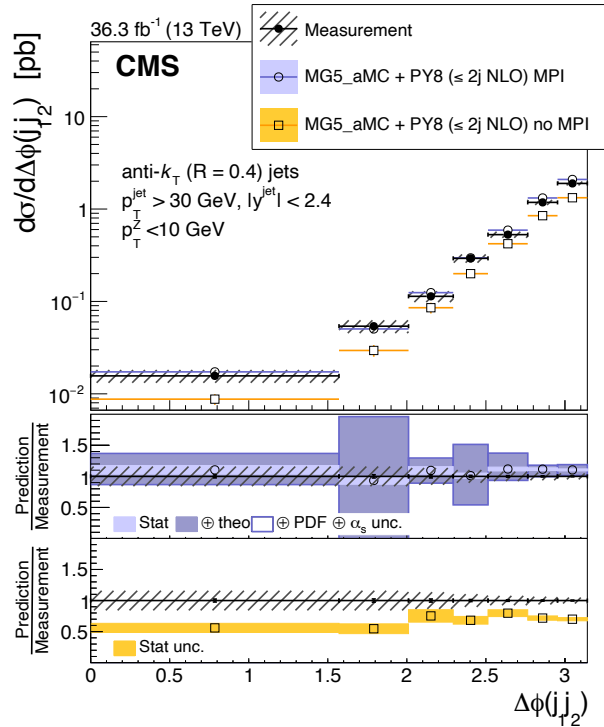 36.3 fb⁻¹ (13 TeV)
Measurement
MG5_aMC + PY8 (≤ 2j NLO) MPI
MG5_aMC + PY8 (≤ 2j NLO) no MPI
CMS
dσ/dΔϕ(j₁j₂) [pb]
anti-k_T (R = 0.4) jets
p_T^jet > 30 GeV, |y^jet| < 2.4
p_T^Z <10 GeV
10
1
10⁻¹
10⁻²
Prediction
Measurement
1.5
1
0.5
Stat ⊕ theo ⊕ PDF ⊕ α_s unc.
Prediction
Measurement
1.5
1
0.5
Stat unc.
0 0.5 1 1.5 2 2.5 3
Δϕ(j₁j₂)